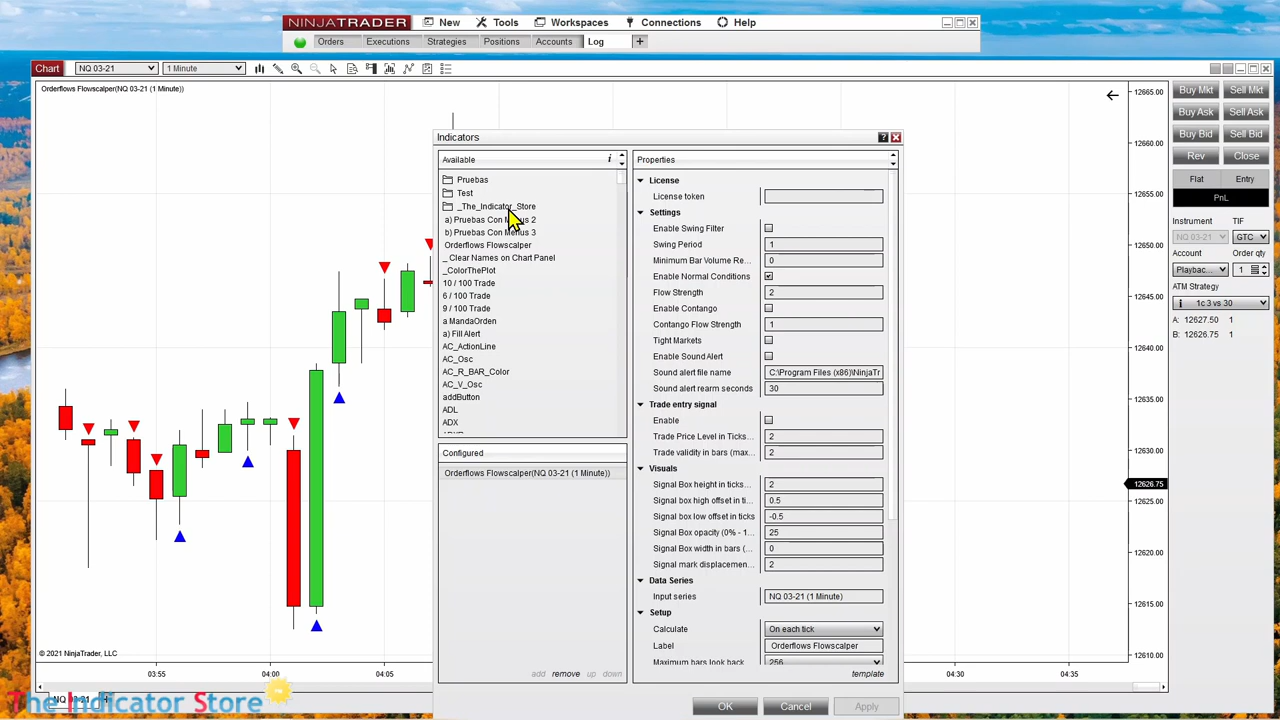 NINJATRADER New Tools Workspaces Connections Help
Orders Executions Strategies Positions Accounts Log +
Chart NQ 03-21 1 Minute
Orderflows Flowscalper(NQ 03-21 (1 Minute))
Indicators
Available
Pruebas
Test
_The_Indicator_Store
b) Pruebas Con Menus 3
Orderflows Flowscalper
_ Clear Names on Chart Panel
_ColorThePlot
10 / 100 Trade
6 / 100 Trade
9 / 100 Trade
a MandaOrden
a) Fill Alert
AC_ActionLine
AC_Osc
AC_R_BAR_Color
AC_V_Osc
addButton
ADL
ADX
Configured
Orderflows Flowscalper(NQ 03-21 (1 Minute))
add remove up down
Properties
License
License token
Settings
Enable Swing Filter
Swing Period 1
Minimum Bar Volume Re... 0
Enable Normal Conditions
Flow Strength 2
Enable Contango
Contango Flow Strength 1
Tight Markets
Enable Sound Alert
Sound alert file name C:\Program Files (x86)\NinjaTr
Sound alert rearm seconds 30
Trade entry signal
Enable
Trade Price Level in Ticks... 2
Trade validity in bars (max... 2
Visuals
Signal Box height in ticks... 2
Signal box high offset in ti... 0.5
Signal box low offset in ticks -0.5
Signal Box opacity (0% - 1... 25
Signal Box width in bars (... 0
Signal mark displacemen... 2
Data Series
Input series NQ 03-21 (1 Minute)
Setup
Calculate On each tick
Label Orderflows Flowscalper
Maximum bars look back 256
template
OK Cancel Apply
12665.00
12660.00
12655.00
12650.00
12645.00
12640.00
12635.00
12630.00
12626.75
12625.00
12620.00
12615.00
12610.00
Buy Mkt Sell Mkt
Buy Ask Sell Ask
Buy Bid Sell Bid
Rev Close
Flat Entry
PnL
Instrument TIF
NQ 03-21 GTC
Account Order qty
Playbac... 1
ATM Strategy
1c 3 vs 30
A: 12627.50 1
B: 12626.75 1
© 2021 NinjaTrader, LLC
03:55 04:00 04:05 04:30 04:35
The Indicator Store